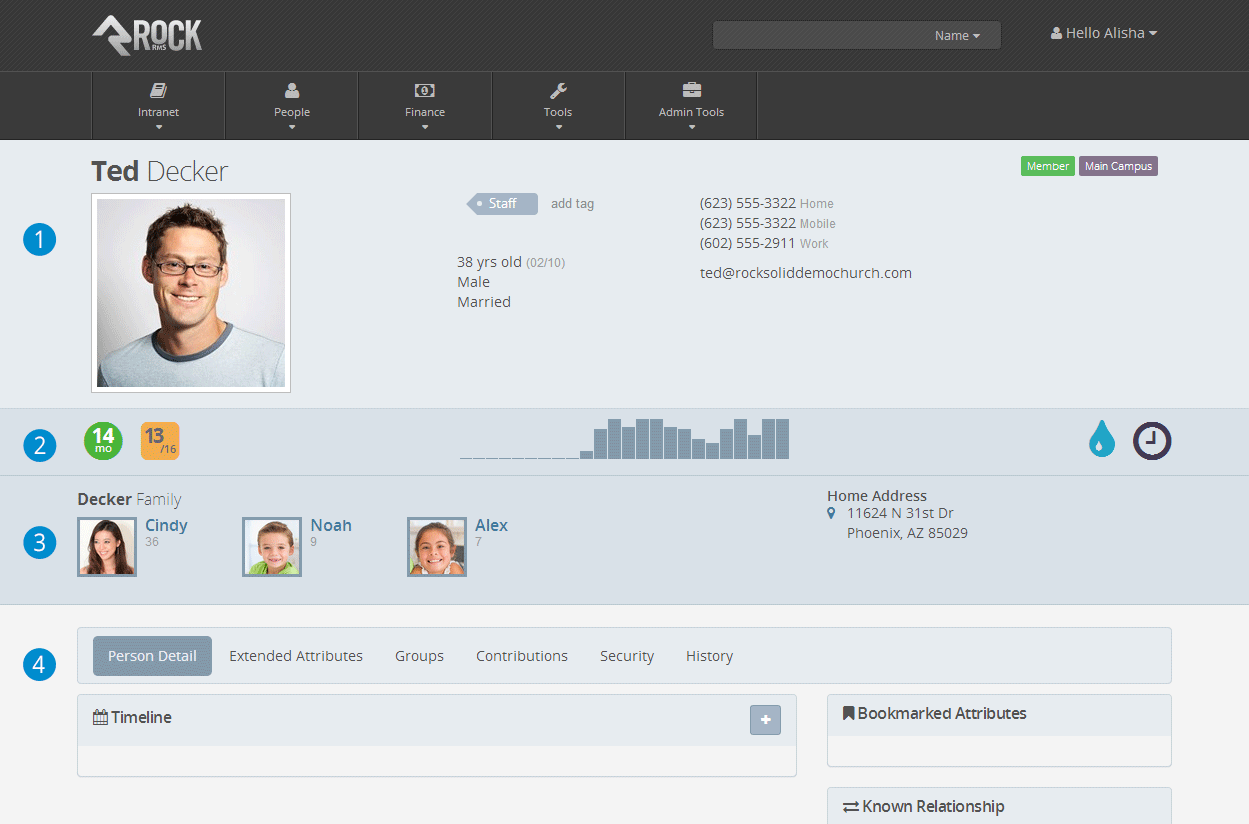 ROCK
RMS
Name
Hello Alisha
Intranet People Finance Tools Admin Tools
Ted Decker
Member Main Campus
1
Staff add tag
38 yrs old (02/10)
Male
Married
(623) 555-3322 Home
(623) 555-3322 Mobile
(602) 555-2911 Work
ted@rocksoliddemochurch.com
2
14
mo
13
/16
3
Decker Family
Cindy
36
Noah
9
Alex
7
Home Address
11624 N 31st Dr
Phoenix, AZ 85029
4
Person Detail Extended Attributes Groups Contributions Security History
Timeline
Bookmarked Attributes
Known Relationship